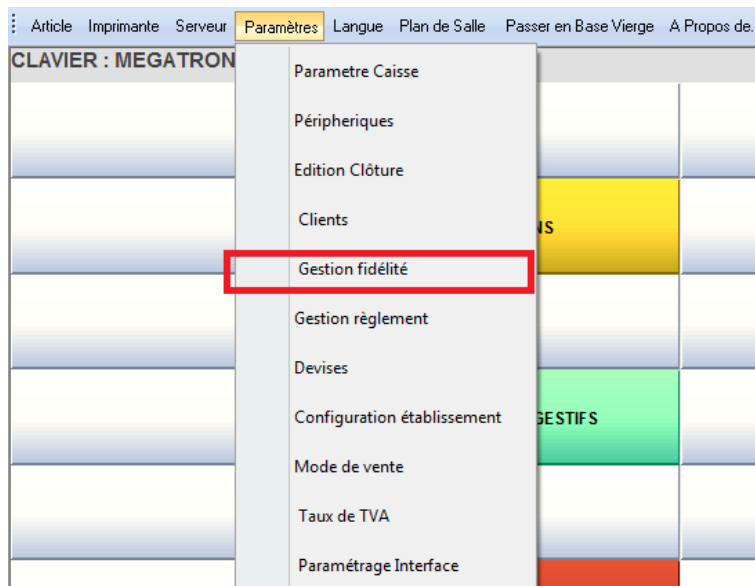 Article Imprimante Serveur Paramètres Langue Plan de Salle Passer en Base Vierge A Propos de.
CLAVIER : MEGATRON
Parametre Caisse
Péripheriques
Edition Clôture
Clients
NS
Gestion fidélité
Gestion règlement
Devises
Configuration établissement
GESTIFS
Mode de vente
Taux de TVA
Paramétrage Interface